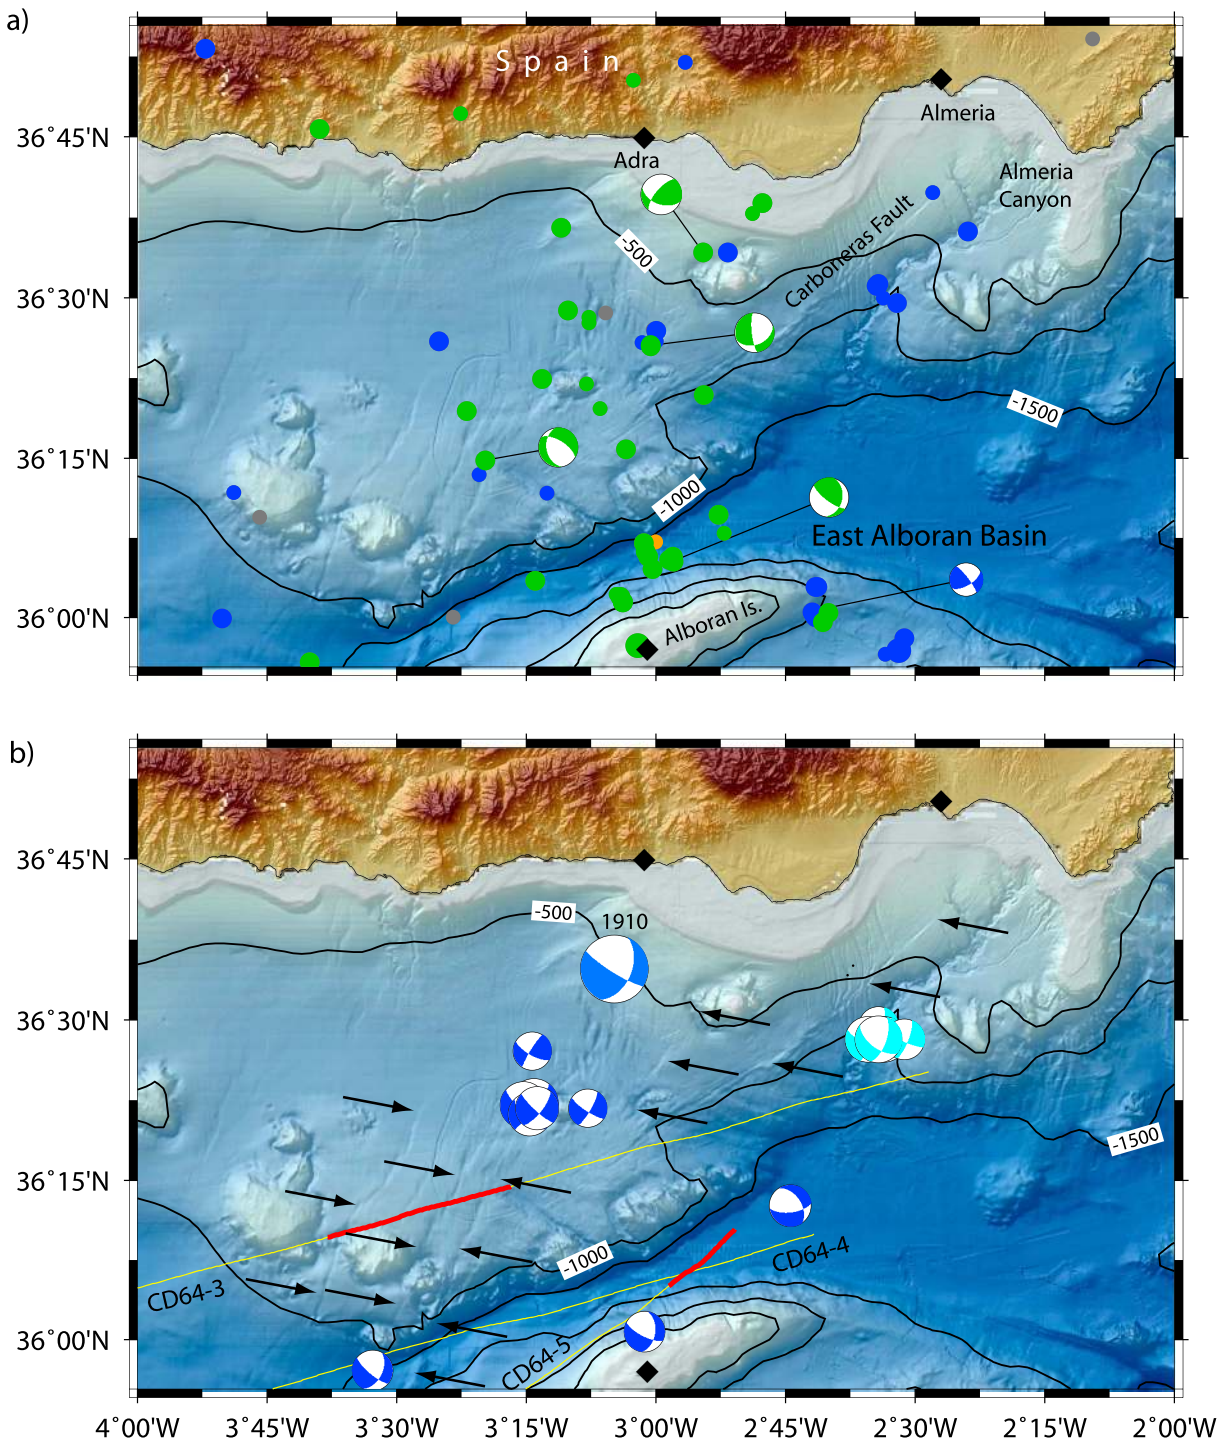 a)
S p a i n
Almeria
36°45'N
Adra
Almeria
Canyon
-500
Carboneras Fault
36°30'N
-1500
36°15'N
-1000
East Alboran Basin
36°00'N
Alboran Is.
b)
36°45'N
-500
1910
36°30'N
36°15'N
-1500
-1000
CD64-4
CD64-3
36°00'N
CD64-5
4°00'W 3°45'W 3°30'W 3°15'W 3°00'W 2°45'W 2°30'W 2°15'W 2°00'W